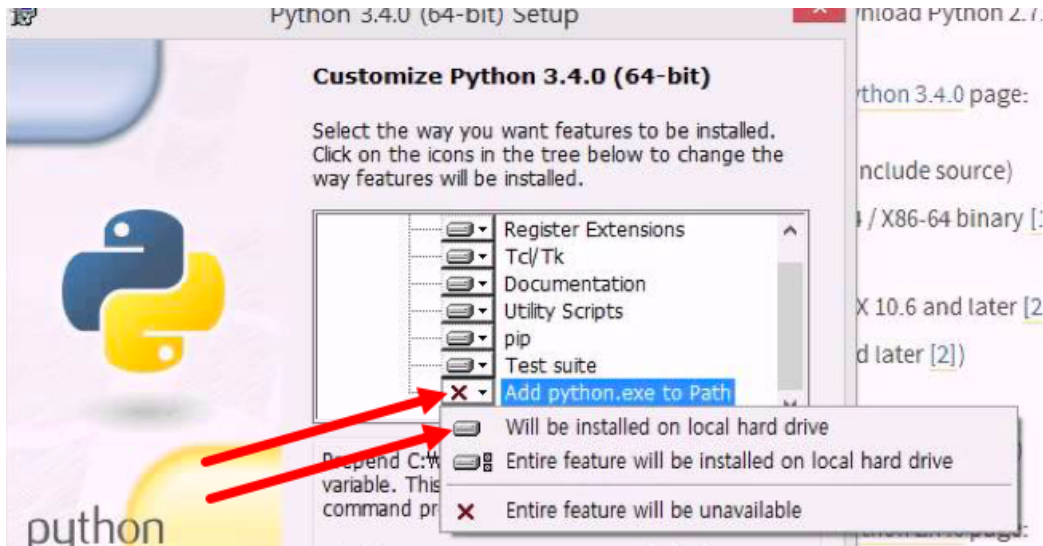 Python 3.4.0 (64-bit) Setup
Customize Python 3.4.0 (64-bit)
Select the way you want features to be installed.
Click on the icons in the tree below to change the
way features will be installed.
Register Extensions
Tcl/Tk
Documentation
Utility Scripts
pip
Test suite
Add python.exe to Path
Will be installed on local hard drive
Entire feature will be installed on local hard drive
Entire feature will be unavailable
Prepend C:₩
variable. This
command pr
python
nload Python 2.7.
ython 3.4.0 page:
nclude source)
4 / X86-64 binary [1
X 10.6 and later [2
d later [2])
page: